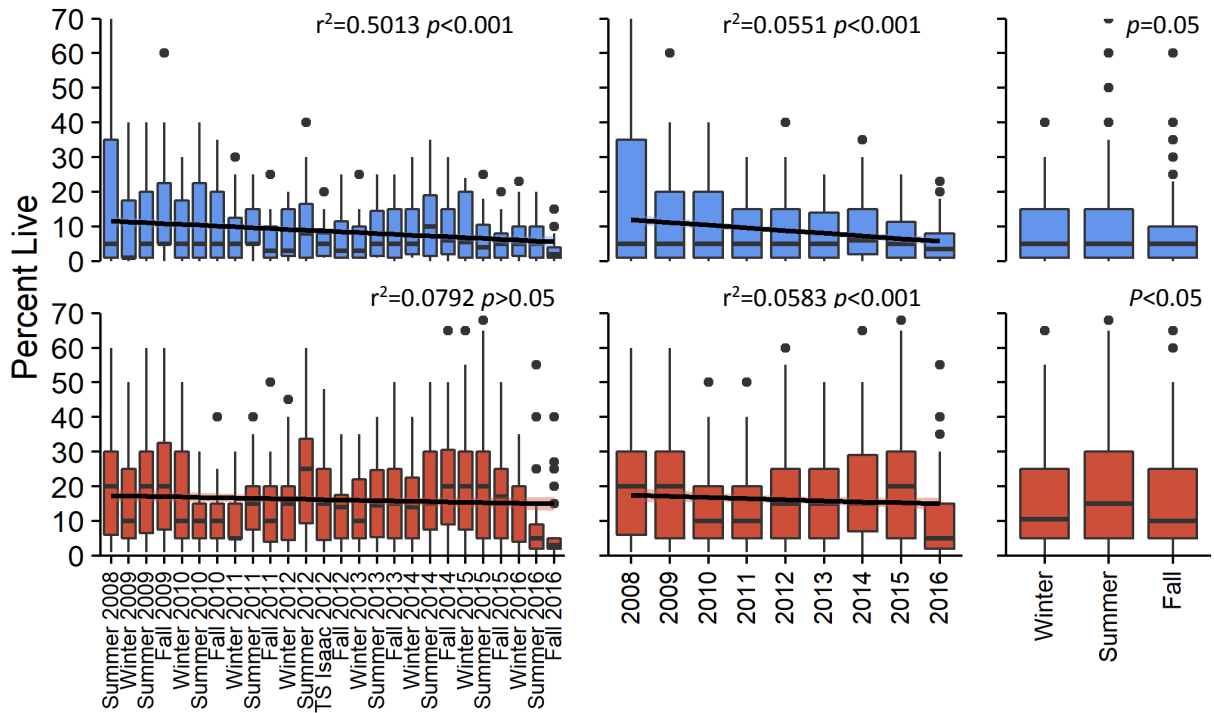 r²=0.5013 p<0.001
r²=0.0551 p<0.001
p=0.05
Percent Live
70
60
50
40
30
20
10
0
r²=0.0792 p>0.05
r²=0.0583 p<0.001
P<0.05
70
60
50
40
30
20
10
0
Summer 2008
Winter 2009
Summer 2009
Fall 2009
Winter 2010
Summer 2010
Fall 2010
Winter 2011
Summer 2011
Fall 2011
Winter 2012
Summer 2012
TS Isaac 2012
Fall 2012
Winter 2013
Summer 2013
Fall 2013
Winter 2014
Summer 2014
Fall 2014
Winter 2015
Summer 2015
Fall 2015
Winter 2016
Summer 2016
Fall 2016
2008
2009
2010
2011
2012
2013
2014
2015
2016
Winter
Summer
Fall